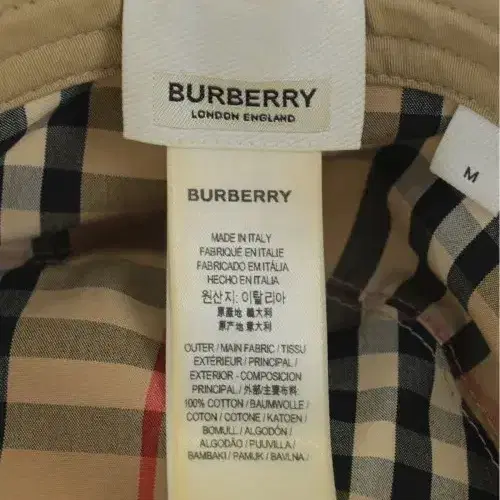 BURBERRY
LONDON ENGLAND
M
BURBERRY
MADE IN ITALY
FABRIQUÉ EN ITALIE
FABRICADO EM ITÁLIA
HECHO EN ITALIA
원산지: 이탈리아
原產地: 義大利
原产地: 意大利
OUTER / MAIN FABRIC / TISSU
EXTÉRIEUR / PRINCIPAL /
EXTERIOR - COMPOSICION
PRINCIPAL / 外部/主要布料:
100% COTTON / BAUMWOLLE /
COTON / COTONE / KATOEN /
BOMULL / ALGODÓN /
ALGODÃO / PUUVILLA /
BAMBAKI / PAMUK / BAVLNA /